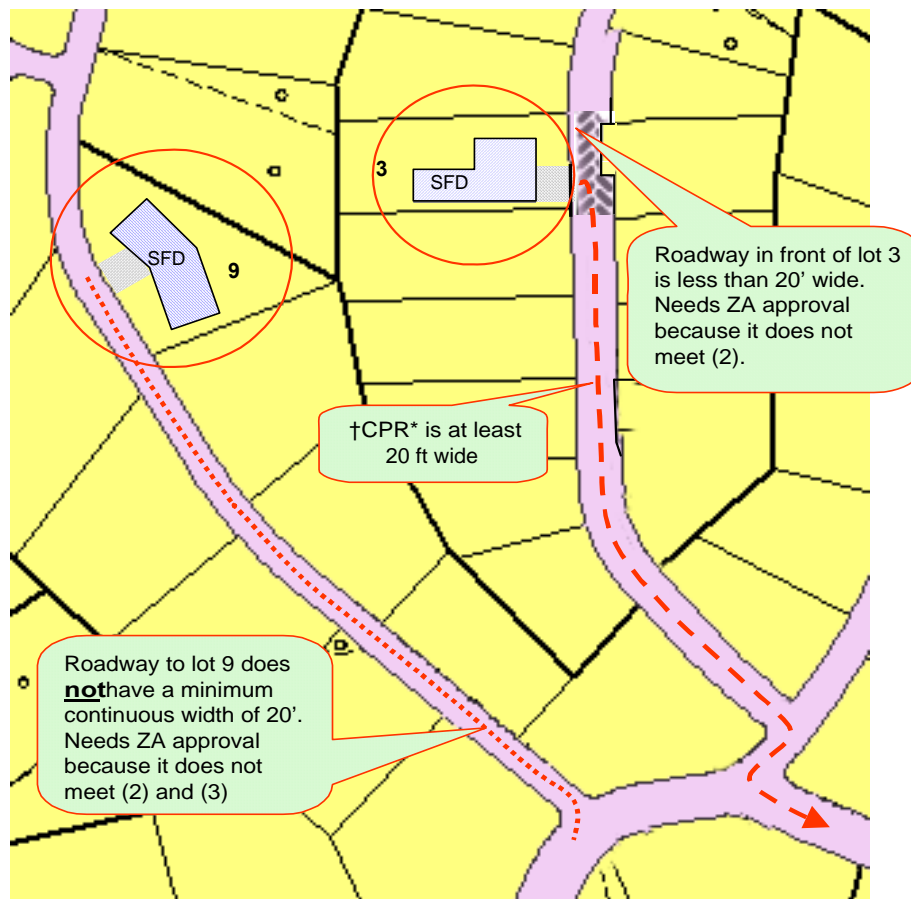 3
SFD
SFD
9
Roadway in front of lot 3
is less than 20' wide.
Needs ZA approval
because it does not
meet (2).
†CPR* is at least
20 ft wide
Roadway to lot 9 does
nothave a minimum
continuous width of 20'.
Needs ZA approval
because it does not
meet (2) and (3)